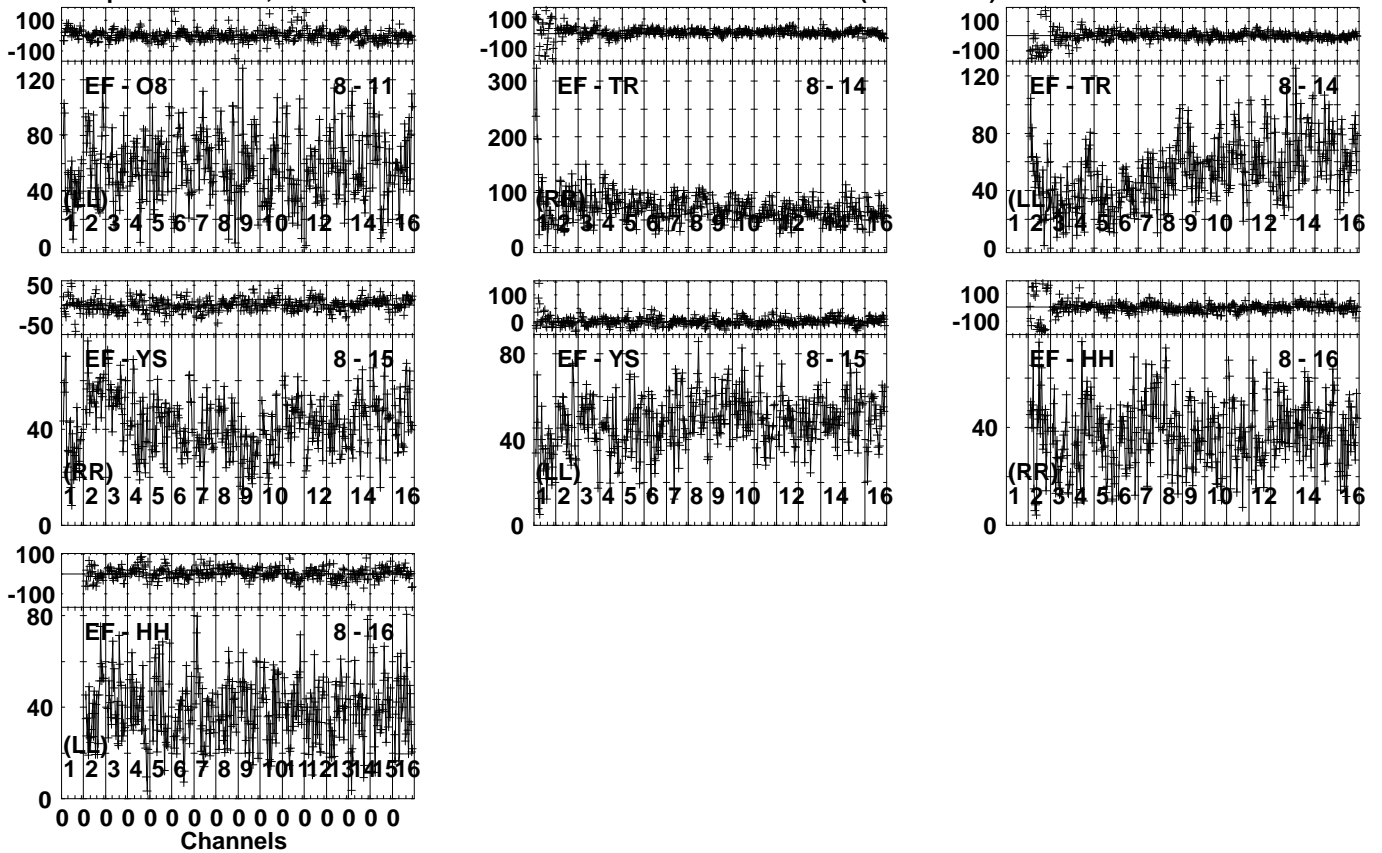 100
-100
120
80
40
0
EF - O8 8 - 11
(LL)
1 2 3 4 5 6 7 8 9 10 12 14 16
100
-100
300
200
100
0
EF - TR 8 - 14
(RR)
1 2 3 4 5 6 7 8 9 10 12 14 16
100
-100
120
80
40
0
EF - TR 8 - 14
(LL)
1 2 3 4 5 6 7 8 9 10 12 14 16
50
-50
40
0
EF - YS 8 - 15
(RR)
1 2 3 4 5 6 7 8 9 10 12 14 16
100
0
80
40
0
EF - YS 8 - 15
(LL)
1 2 3 4 5 6 7 8 9 10 12 14 16
100
-100
40
0
EF - HH 8 - 16
(RR)
1 2 3 4 5 6 7 8 9 10 12 14 16
100
-100
80
40
0
EF - HH 8 - 16
(LL)
1 2 3 4 5 6 7 8 9 10 11 12 13 14 15 16
0 0 0 0 0 0 0 0 0 0 0 0 0 0 0 0
Channels